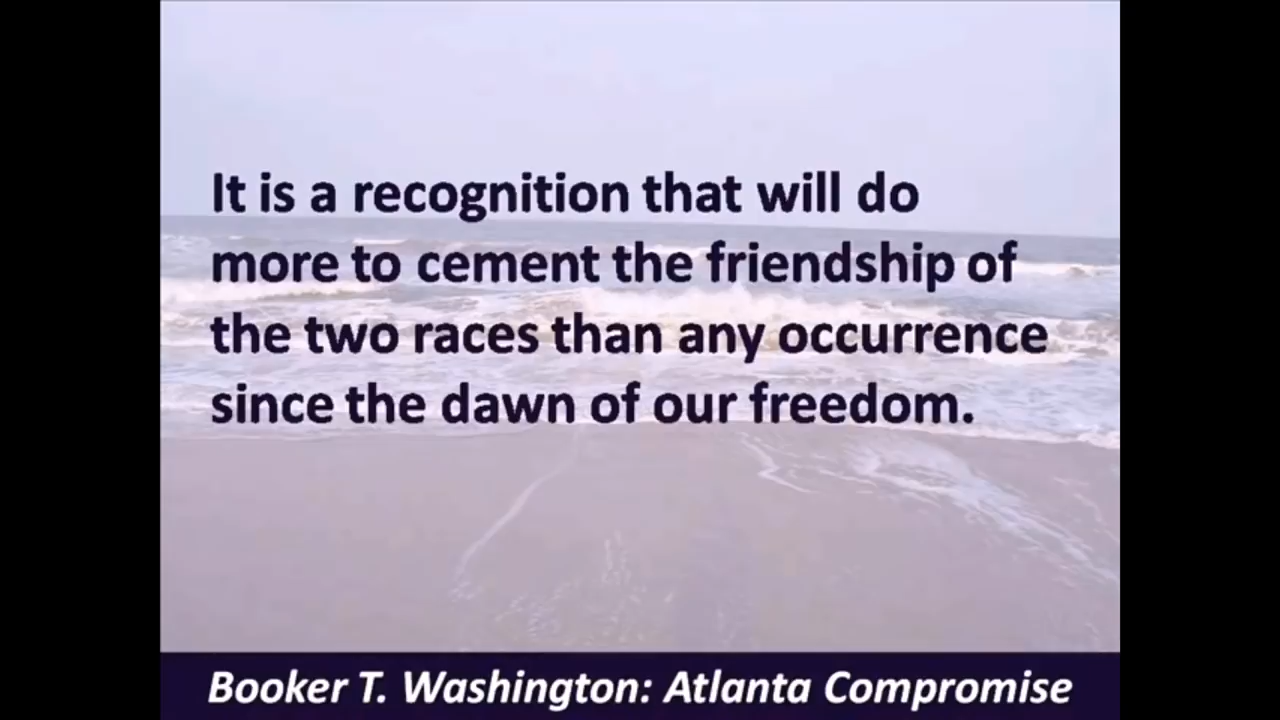 It is a recognition that will do
more to cement the friendship of
the two races than any occurrence
since the dawn of our freedom.
Booker T. Washington: Atlanta Compromise